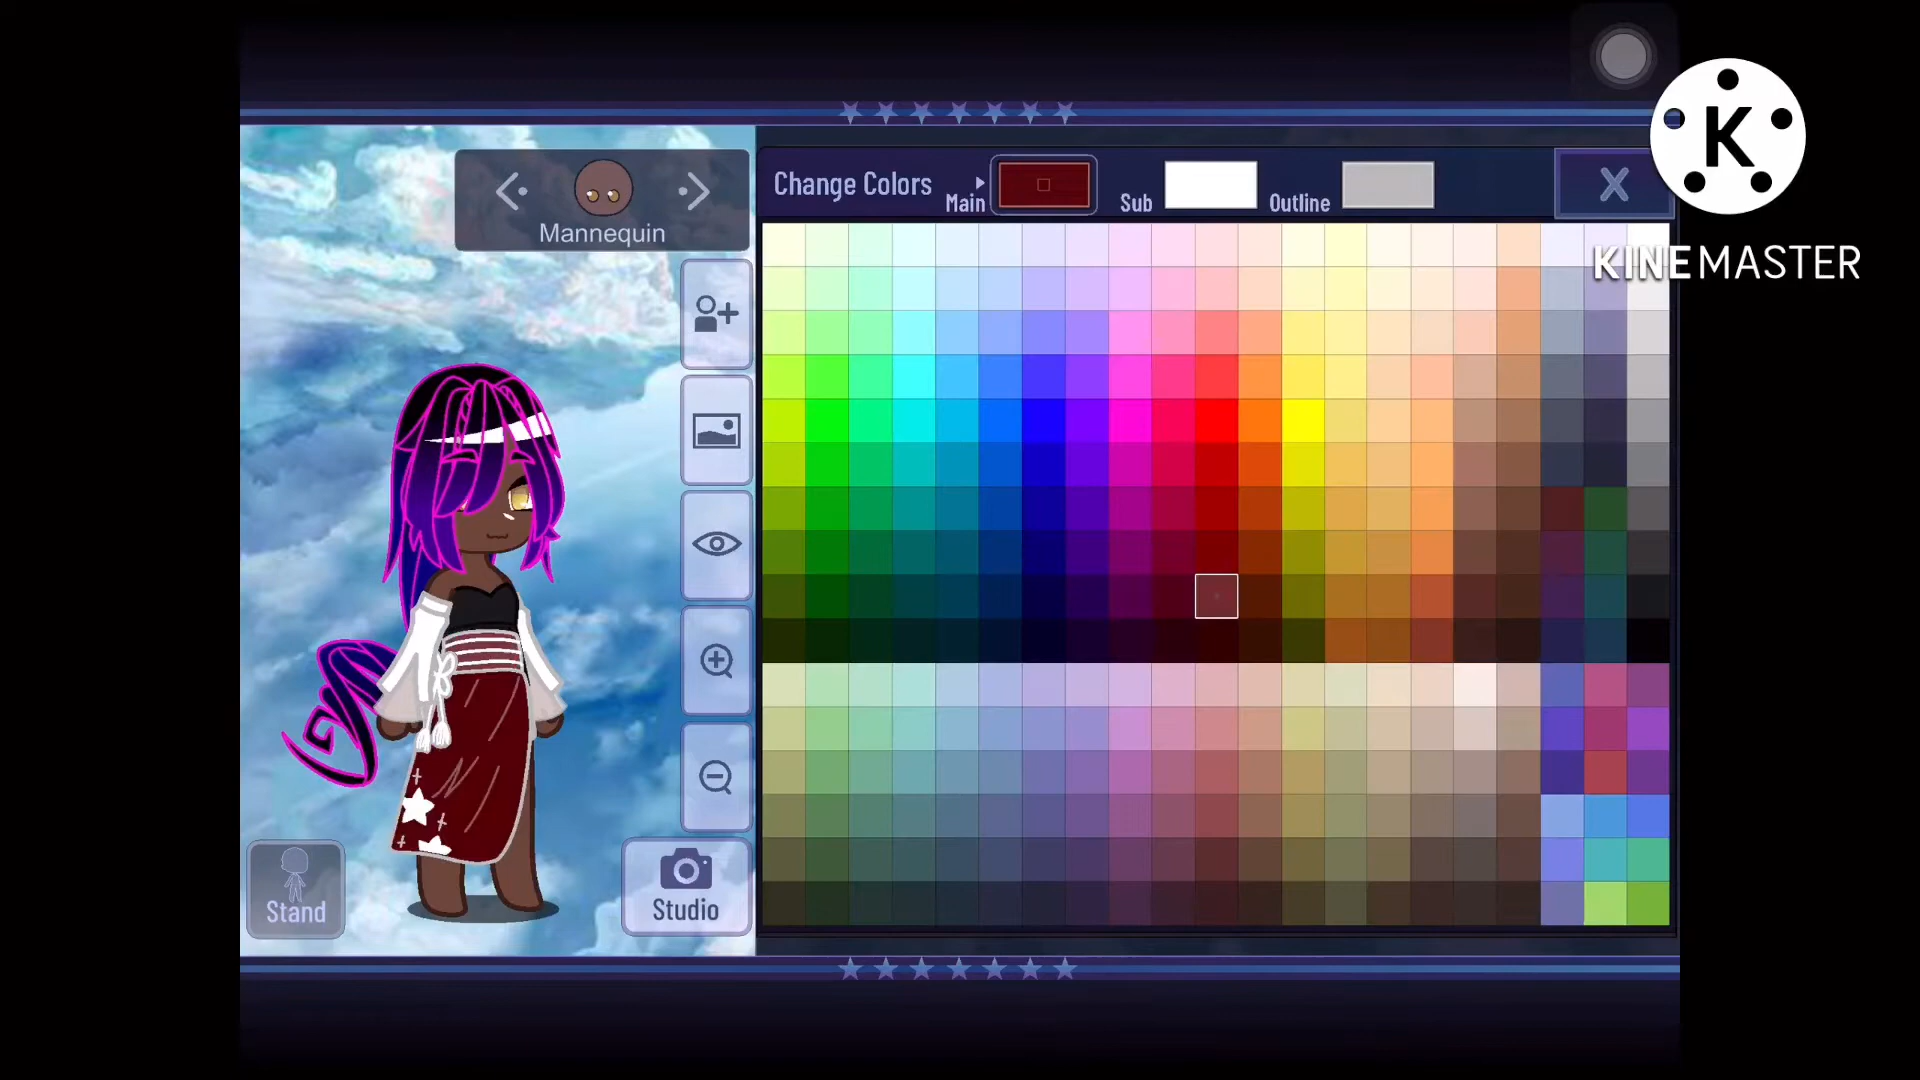 Mannequin
Change Colors
Main
Sub
Outline
X
K
KINEMASTER
Stand
Studio